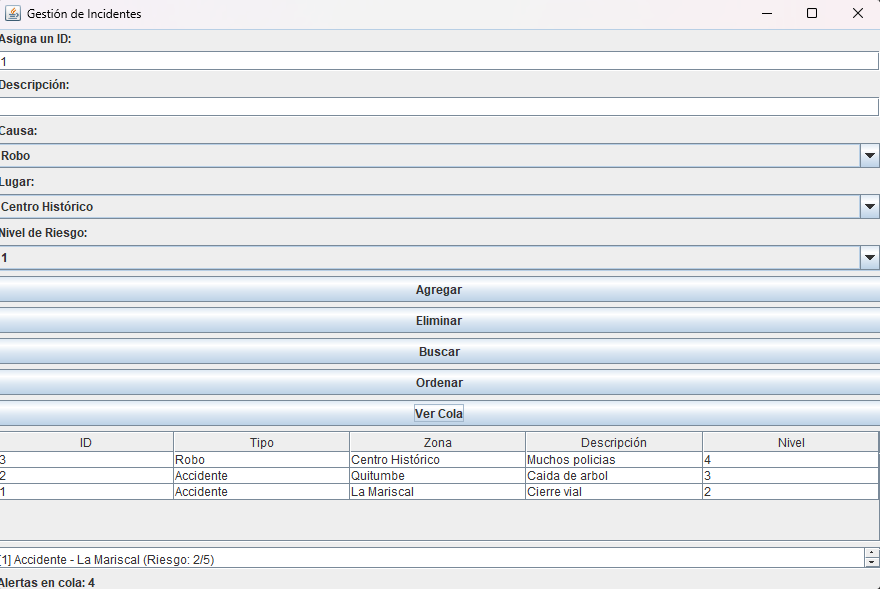 Gestión de Incidentes
Asigna un ID:
1
Descripción:
Causa:
Robo
Lugar:
Centro Histórico
Nivel de Riesgo:
1
Agregar
Eliminar
Buscar
Ordenar
Ver Cola
ID Tipo Zona Descripción Nivel
3 Robo Centro Histórico Muchos policias 4
2 Accidente Quitumbe Caida de arbol 3
1 Accidente La Mariscal Cierre vial 2
[1] Accidente - La Mariscal (Riesgo: 2/5)
Alertas en cola: 4